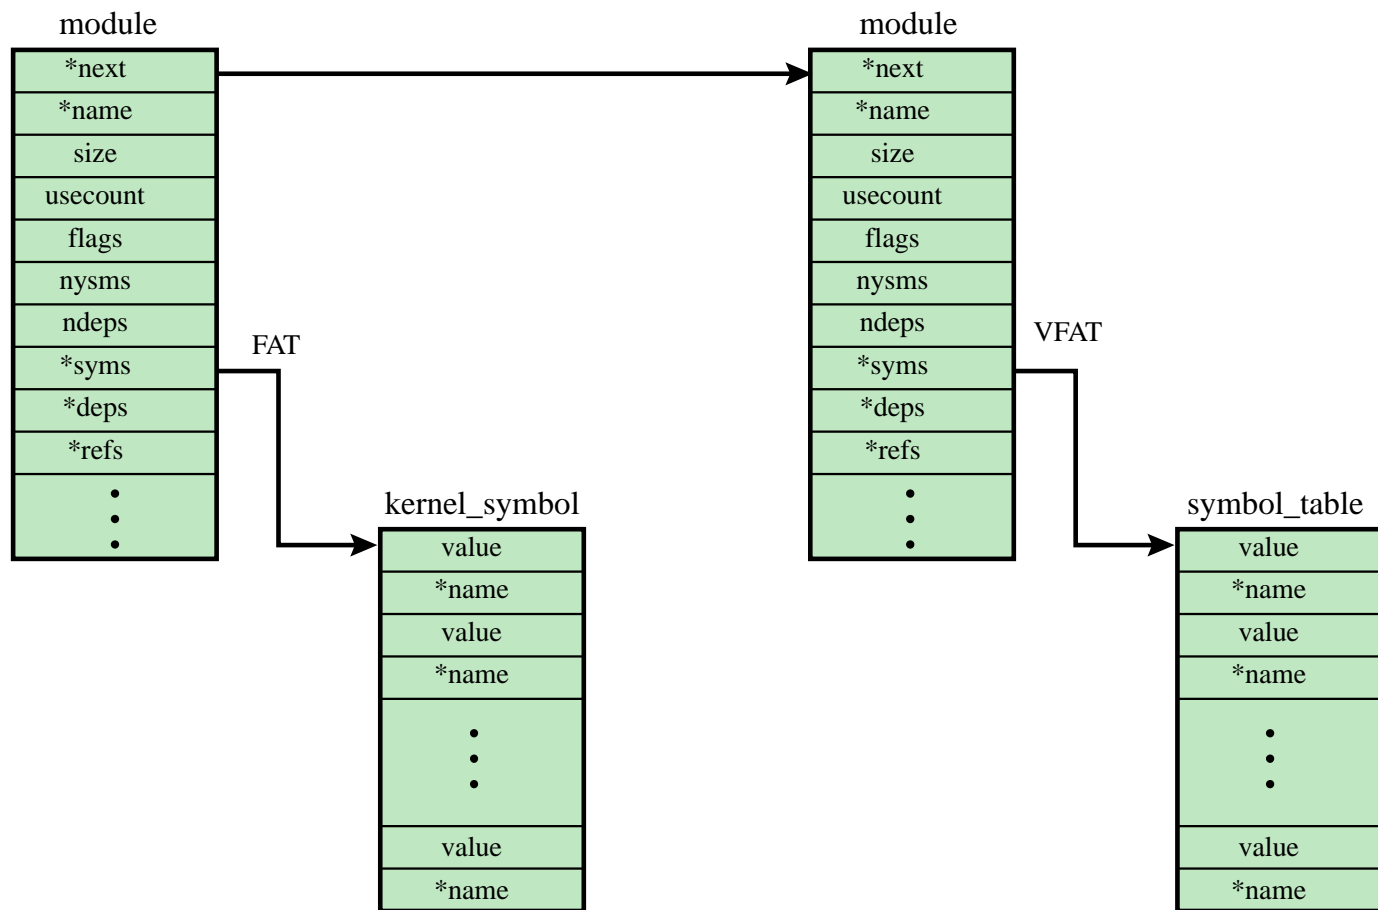 module
*next
*name
size
usecount
flags
nysms
ndeps
*syms
*deps
*refs
FAT
kernel_symbol
value
*name
value
*name
value
*name
module
*next
*name
size
usecount
flags
nysms
ndeps
*syms
*deps
*refs
VFAT
symbol_table
value
*name
value
*name
value
*name